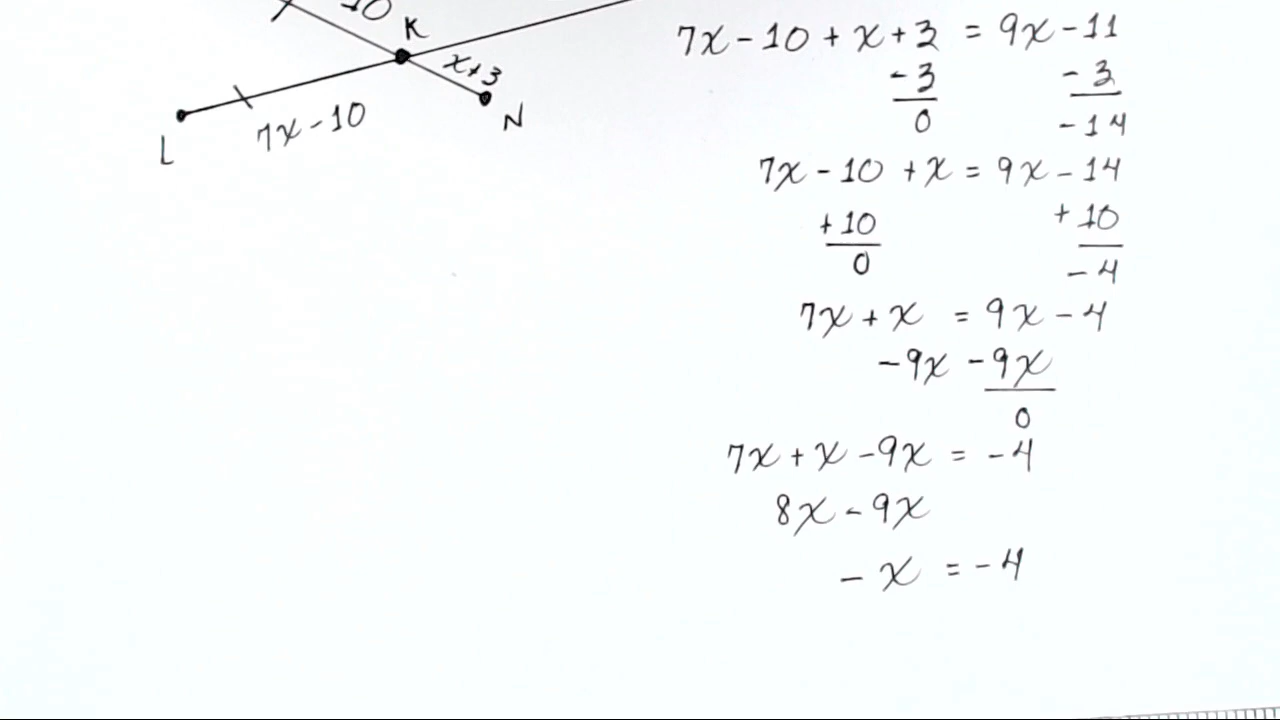 10
K
x+3
7x-10
L
N
7x-10+x+3 = 9x-11
-3 -3
0 -14
7x-10+x = 9x-14
+10 +10
0 -4
7x+x = 9x-4
-9x -9x
0
7x+x-9x = -4
8x-9x
-x = -4